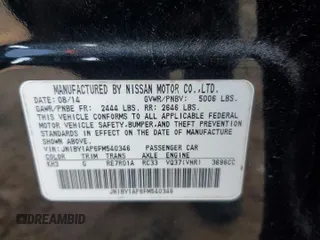 MANUFACTURED BY NISSAN MOTOR CO.,LTD.
DATE: 08/14 GVWR/PNBV: 5006 LBS.
GAWR/PNBE FR: 2444 LBS. RR: 2646 LBS.
THIS VEHICLE CONFORMS TO ALL APPLICABLE FEDERAL
MOTOR VEHICLE SAFETY, BUMPER, AND THEFT PREVENTION
STANDARDS IN EFFECT ON THE DATE OF MANUFACTURE
SHOWN ABOVE.
VIN: JN1BV1AP6FM540346 PASSENGER CAR
COLOR TRIM TRANS AXLE ENGINE
KH3 G RE7R01A RC33 VQ37(VHR) 3696CC
JN1BV1AP6FM540346
DREAMBID